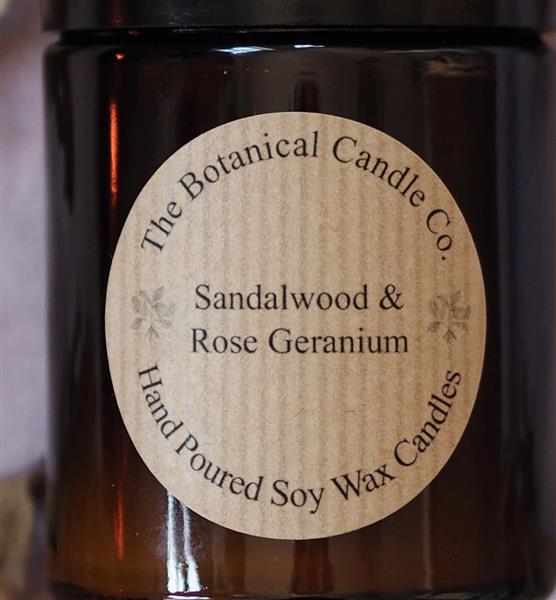 The Botanical Candle Co.
Sandalwood &
Rose Geranium
Hand Poured Soy Wax Candles